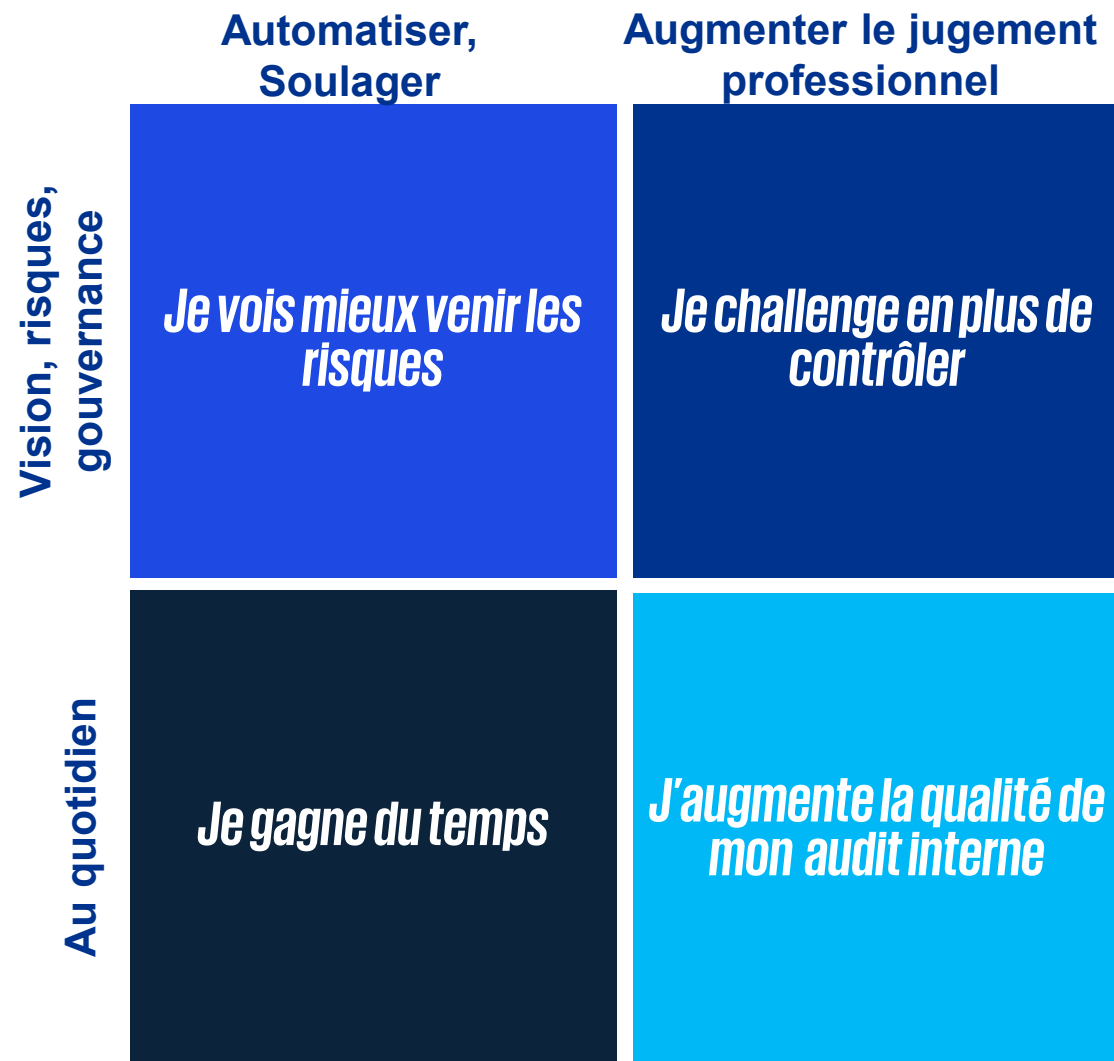 Automatiser,
Soulager
Augmenter le jugement
professionnel
Vision, risques,
gouvernance
Je vois mieux venir les
risques
Je challenge en plus de
contrôler
Au quotidien
Je gagne du temps
J'augmente la qualité de
mon audit interne